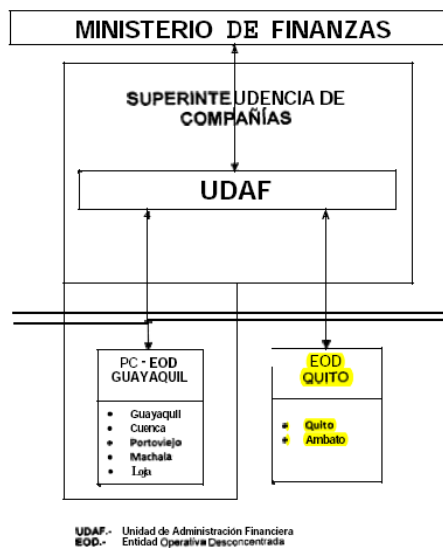 MINISTERIO DE FINANZAS
SUPERINTEUDENCIA DE
COMPAÑÍAS
UDAF
PC - EOD
GUAYAQUIL
• Guayaquil
• Cuenca
• Portoviejo
• Machala
• Loja
EOD
QUITO
• Quito
• Ambato
UDAF.- Unidad de Administración Financiera
EOD.- Entidad Operativa Desconcentrada